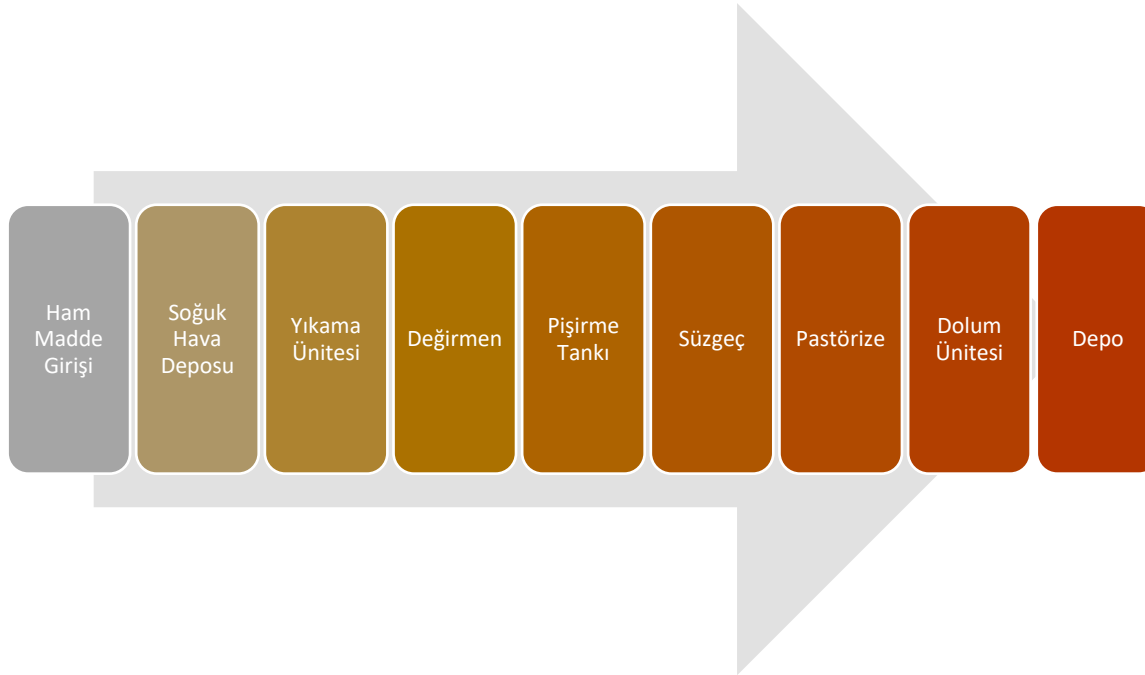 Ham
Madde
Girişi
Soğuk
Hava
Deposu
Yıkama
Ünitesi
Değirmen
Pişirme
Tankı
Süzgeç
Pastörize
Dolum
Ünitesi
Depo